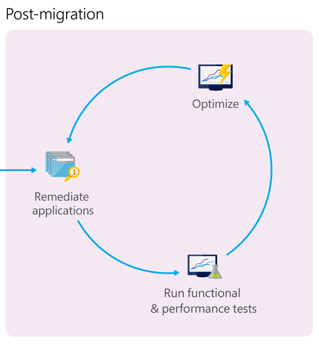 Post-migration
Optimize
Remediate
applications
Run functional
& performance tests